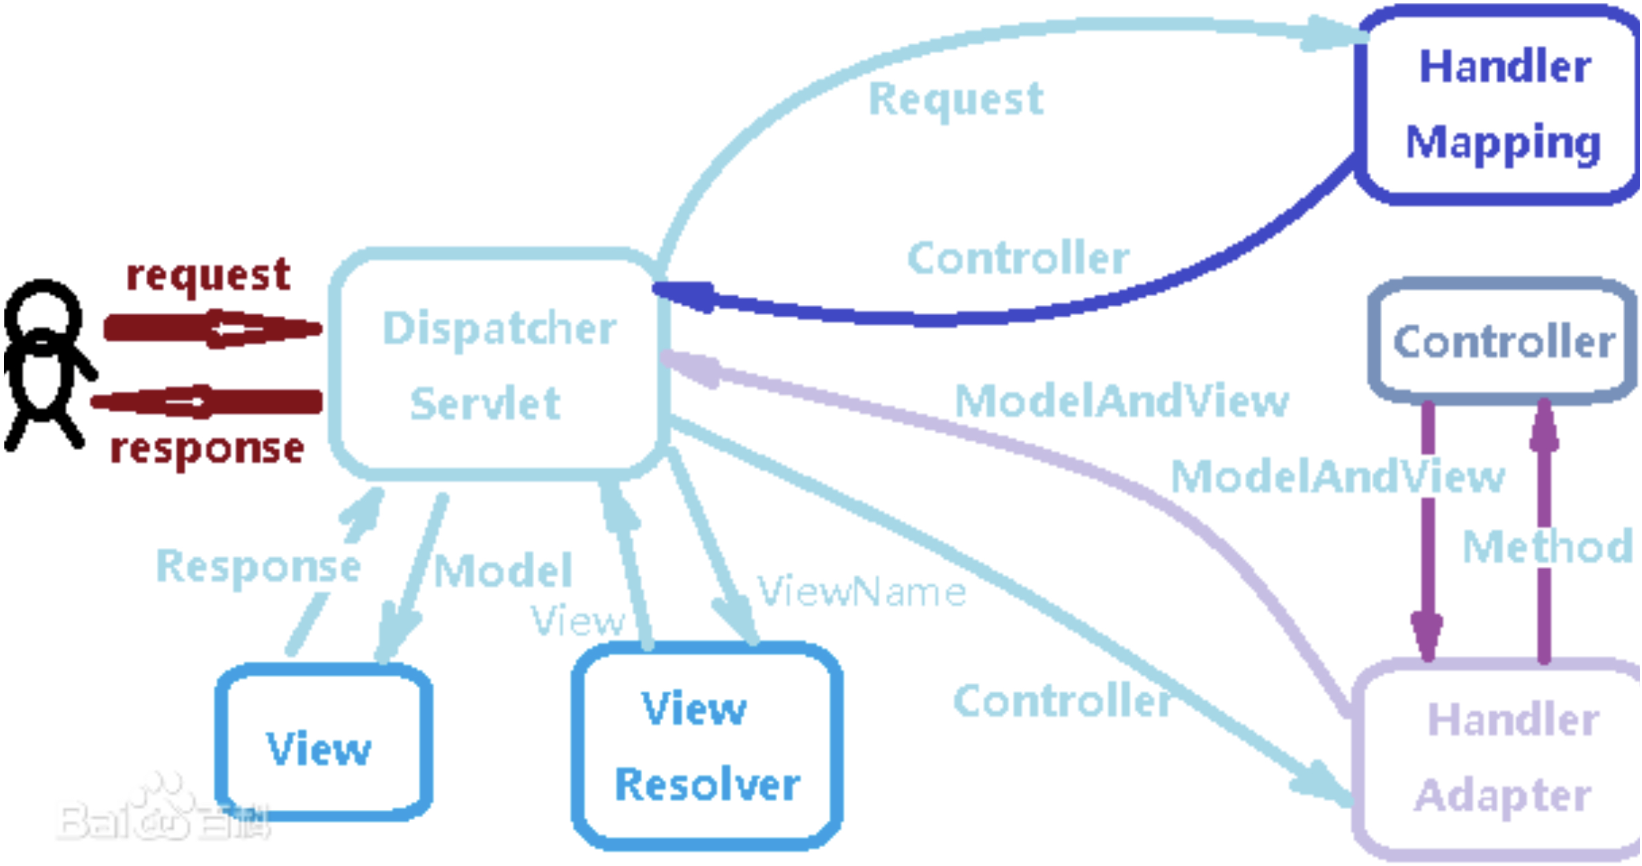 Request
Handler
Mapping
Controller
request
Dispatcher
Servlet
response
Controller
ModelAndView
ModelAndView
Method
Response
Model
View
ViewName
View
View
Resolver
Controller
Handler
Adapter
Bai百科